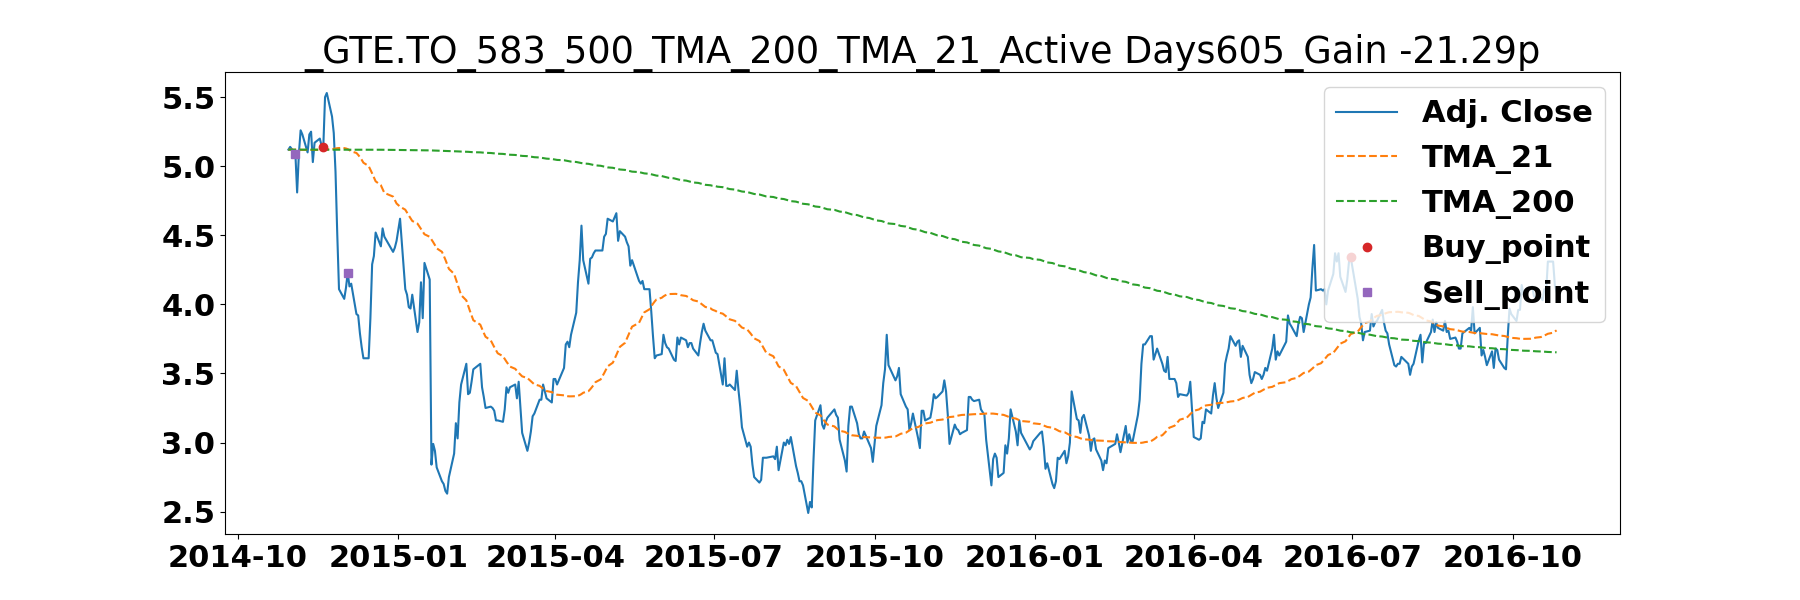 _GTE.TO_583_500_TMA_200_TMA_21_Active Days605_Gain -21.29p
5.5
5.0
4.5
4.0
3.5
3.0
2.5
Adj. Close
TMA_21
TMA_200
Buy_point
Sell_point
2014-10 2015-01 2015-04 2015-07 2015-10 2016-01 2016-04 2016-07 2016-10